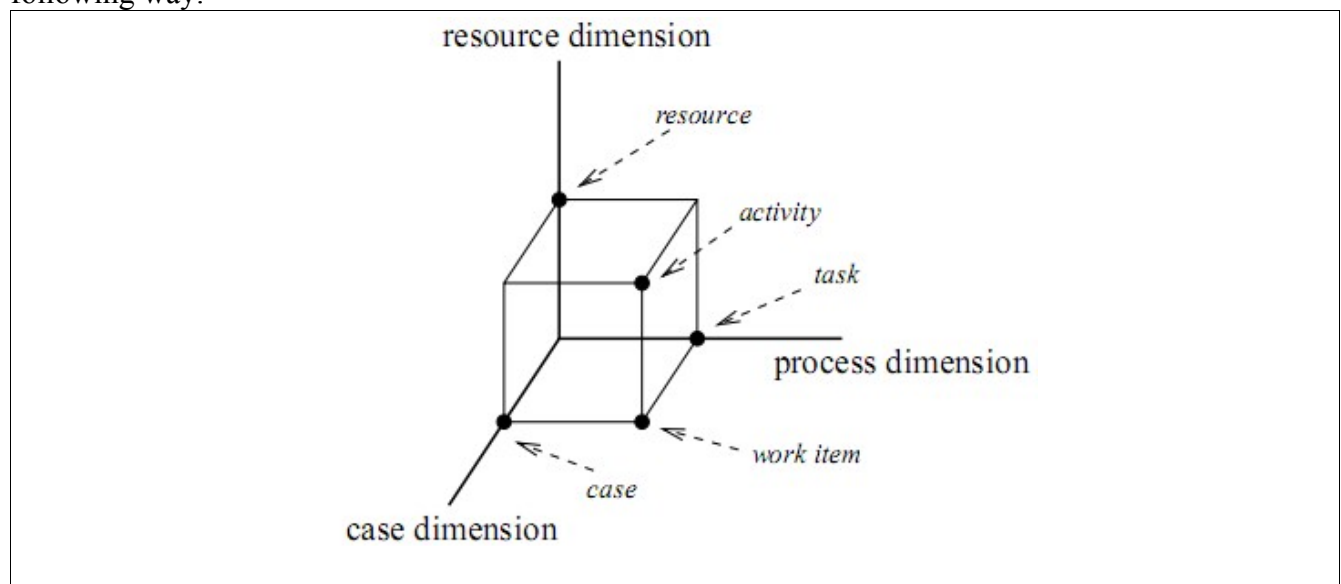 following way:
resource dimension
resource
activity
task
process dimension
work item
case
case dimension